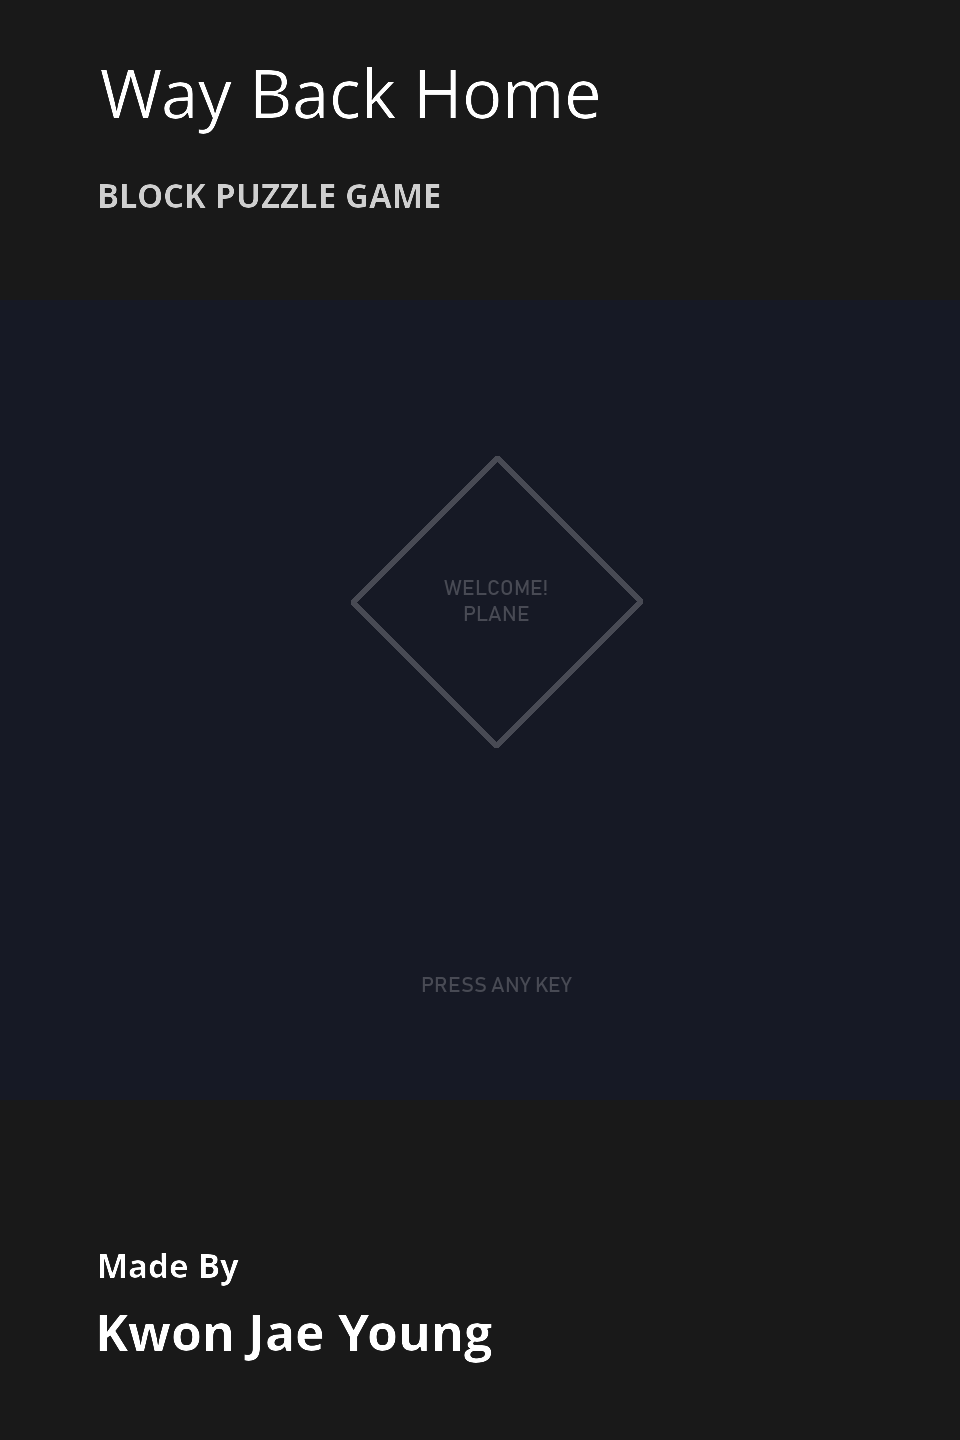 Way Back Home
BLOCK PUZZLE GAME
WELCOME!
PLANE
PRESS ANY KEY
Made By
Kwon Jae Young